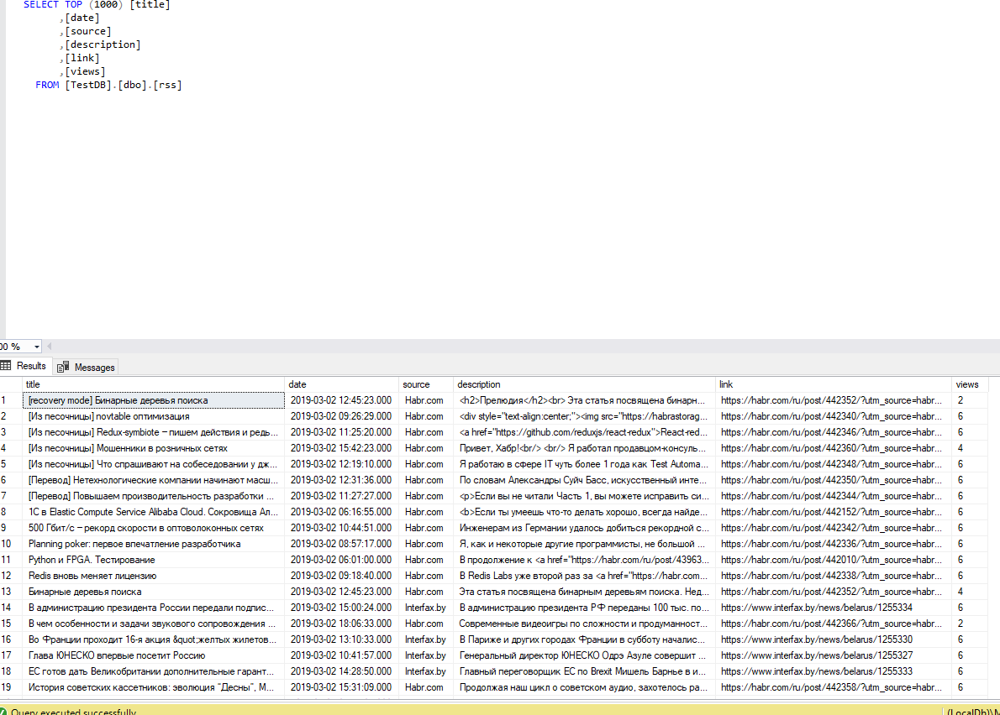 SELECT TOP (1000) [title]
,[date]
,[source]
,[description]
,[link]
,[views]
FROM [TestDB].[dbo].[rss]
00 %
Results Messages
title date source description link views
1 [recovery mode] Бинарные деревья поиска 2019-03-02 12:45:23.000 Habr.com <h2>Прелюдия</h2><br> Эта статья посвящена бинарн... https://habr.com/ru/post/442352/?utm_source=habr... 2
2 [Из песочницы] novtable оптимизация 2019-03-02 09:26:29.000 Habr.com <div style="text-align:center;"><img src="https://habrastorag... https://habr.com/ru/post/442340/?utm_source=habr... 6
3 [Из песочницы] Redux-symbiote – пишем действия и редь... 2019-03-02 11:25:20.000 Habr.com <a href="https://github.com/reduxjs/react-redux">React-red... https://habr.com/ru/post/442346/?utm_source=habr... 6
4 [Из песочницы] Мошенники в розничных сетях 2019-03-02 15:42:23.000 Habr.com Привет, Хабр!<br/> <br/> Я работал продавцом-консуль... https://habr.com/ru/post/442360/?utm_source=habr... 4
5 [Из песочницы] Что спрашивают на собеседовании у дж... 2019-03-02 12:19:10.000 Habr.com Я работаю в сфере IT чуть более 1 года как Test Automa... https://habr.com/ru/post/442348/?utm_source=habr... 6
6 [Перевод] Нетехнологические компании начинают масш... 2019-03-02 12:31:36.000 Habr.com По словам Александры Суйч Басс, искусственный инте... https://habr.com/ru/post/442350/?utm_source=habr... 6
7 [Перевод] Повышаем производительность разработки ... 2019-03-02 11:27:27.000 Habr.com <p>Если вы не читали Часть 1, вы можете исправить си... https://habr.com/ru/post/442344/?utm_source=habr... 6
8 1С в Elastic Compute Service Alibaba Cloud. Сокровища Ал... 2019-03-02 06:16:55.000 Habr.com <b>Если ты умеешь что-то делать хорошо, всегда найде... https://habr.com/ru/post/442152/?utm_source=habr... 6
9 500 Гбит/с – рекорд скорости в оптоволоконных сетях 2019-03-02 10:44:51.000 Habr.com Инженерам из Германии удалось добиться рекордной с... https://habr.com/ru/post/442342/?utm_source=habr... 6
10 Planning poker: первое впечатление разработчика 2019-03-02 08:57:17.000 Habr.com Я, как и некоторые другие программисты, не большой ... https://habr.com/ru/post/442336/?utm_source=habr... 6
11 Python и FPGA. Тестирование 2019-03-02 06:01:00.000 Habr.com В продолжение к <a href="https://habr.com/ru/post/43963... https://habr.com/ru/post/442010/?utm_source=habr... 6
12 Redis вновь меняет лицензию 2019-03-02 09:18:40.000 Habr.com В Redis Labs уже второй раз за <a href="https://habr.com... https://habr.com/ru/post/442338/?utm_source=habr... 6
13 Бинарные деревья поиска 2019-03-02 12:45:23.000 Habr.com Эта статья посвящена бинарным деревьям поиска. Нед... https://habr.com/ru/post/442352/?utm_source=habr... 4
14 В администрацию президента России передали подпис... 2019-03-02 15:00:24.000 Interfax.by В администрацию президента РФ переданы 100 тыс. по... https://www.interfax.by/news/belarus/1255334 6
15 В чем особенности и задачи звукового сопровождения ... 2019-03-02 18:06:33.000 Habr.com Современные видеоигры по сложности и продуманност... https://habr.com/ru/post/442366/?utm_source=habr... 2
16 Во Франции проходит 16-я акция &quot;желтых жилетов... 2019-03-02 13:10:33.000 Interfax.by В Париже и других городах Франции в субботу началис... https://www.interfax.by/news/belarus/1255330 6
17 Глава ЮНЕСКО впервые посетит Россию 2019-03-02 10:41:57.000 Interfax.by Генеральный директор ЮНЕСКО Одрэ Азуле совершит ... https://www.interfax.by/news/belarus/1255327 6
18 ЕС готов дать Великобритании дополнительные гарант... 2019-03-02 14:28:50.000 Interfax.by Главный переговорщик ЕС по Brexit Мишель Барнье в и... https://www.interfax.by/news/belarus/1255333 6
19 История советских кассетников: эволюция "Десны", М... 2019-03-02 15:31:09.000 Habr.com Продолжая наш цикл о советском аудио, захотелось ра... https://habr.com/ru/post/442358/?utm_source=habr... 6
Query executed successfully. (LocalDb)\M